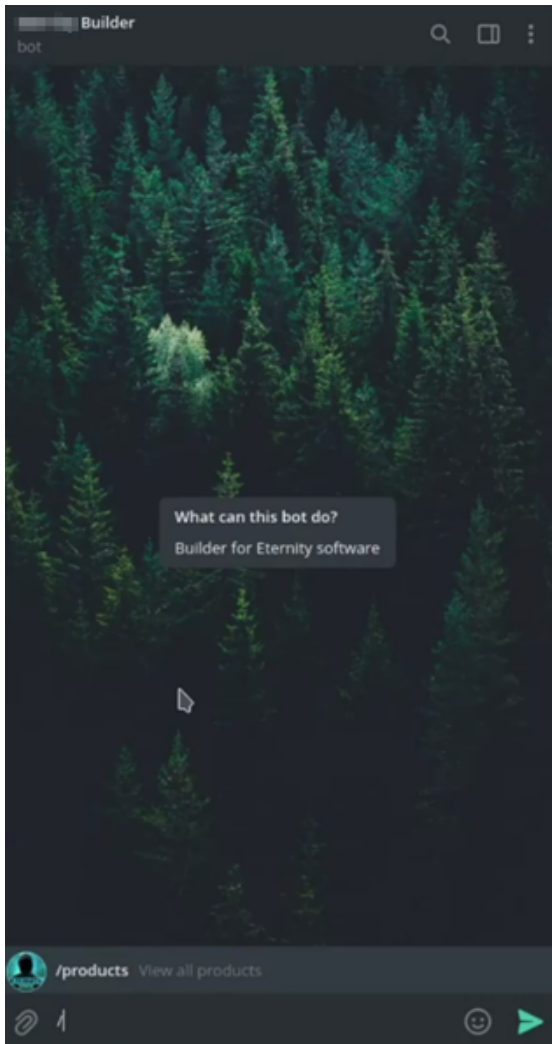 Builder
bot
What can this bot do?
Builder for Eternity software
/products View all products
/